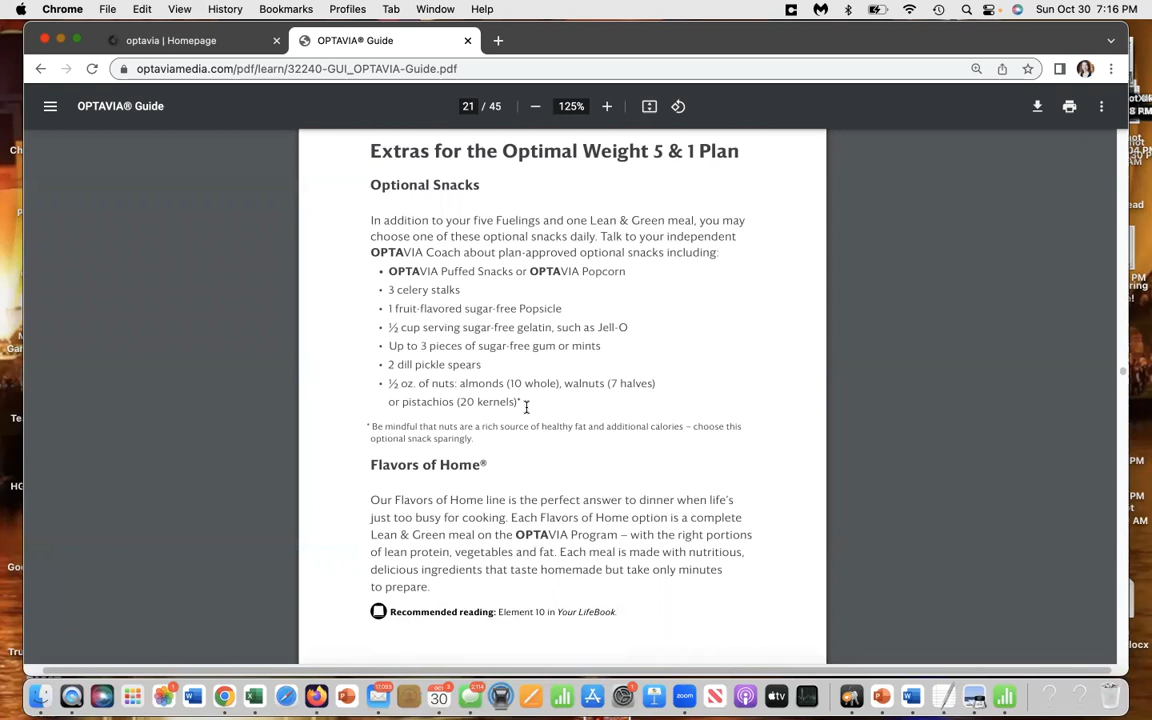 Chrome File Edit View History Bookmarks Profiles Tab Window Help Sun Oct 30 7:16 PM
optavia | Homepage
OPTAVIA® Guide
optaviamedia.com/pdf/learn/32240-GUI_OPTAVIA-Guide.pdf
OPTAVIA® Guide 21 / 45 125%
Extras for the Optimal Weight 5 & 1 Plan
Optional Snacks
In addition to your five Fuelings and one Lean & Green meal, you may
choose one of these optional snacks daily. Talk to your independent
OPTAVIA Coach about plan-approved optional snacks including:
• OPTAVIA Puffed Snacks or OPTAVIA Popcorn
• 3 celery stalks
• 1 fruit-flavored sugar-free Popsicle
• ½ cup serving sugar-free gelatin, such as Jell-O
• Up to 3 pieces of sugar-free gum or mints
• 2 dill pickle spears
• ½ oz. of nuts: almonds (10 whole), walnuts (7 halves)
or pistachios (20 kernels)*
* Be mindful that nuts are a rich source of healthy fat and additional calories – choose this
optional snack sparingly.
Flavors of Home®
Our Flavors of Home line is the perfect answer to dinner when life's
just too busy for cooking. Each Flavors of Home option is a complete
Lean & Green meal on the OPTAVIA Program – with the right portions
of lean protein, vegetables and fat. Each meal is made with nutritious,
delicious ingredients that taste homemade but take only minutes
to prepare.
Recommended reading: Element 10 in Your LifeBook.
OCT
30
zoom
tv